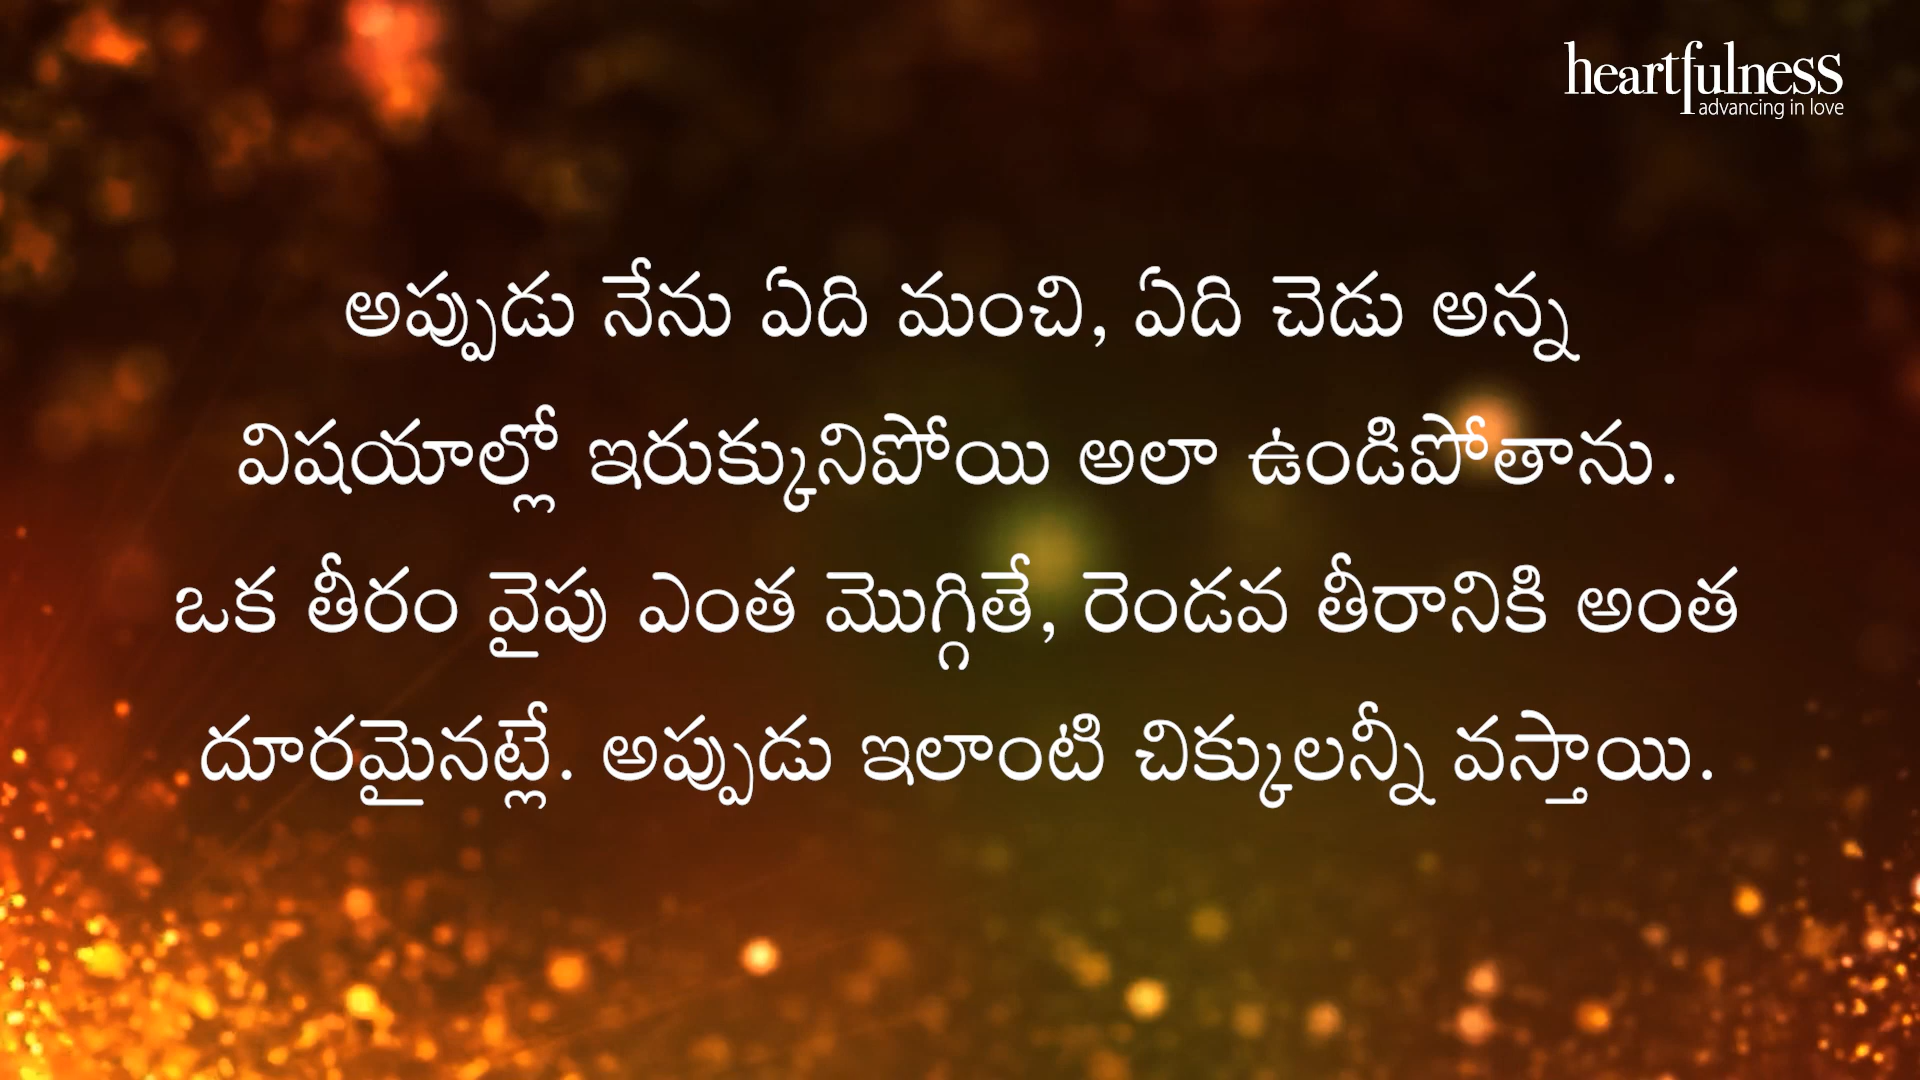 heartfulness
advancing in love
అప్పుడు నేను ఏది మంచి, ఏది చెడు అన్న
విషయాల్లో ఇరుక్కునిపోయి అలా ఉండిపోతాను.
ఒక తీరం వైపు ఎంత మొగ్గితే, రెండవ తీరానికి అంత
దూరమైనట్లే. అప్పుడు ఇలాంటి చిక్కులన్నీ వస్తాయి.